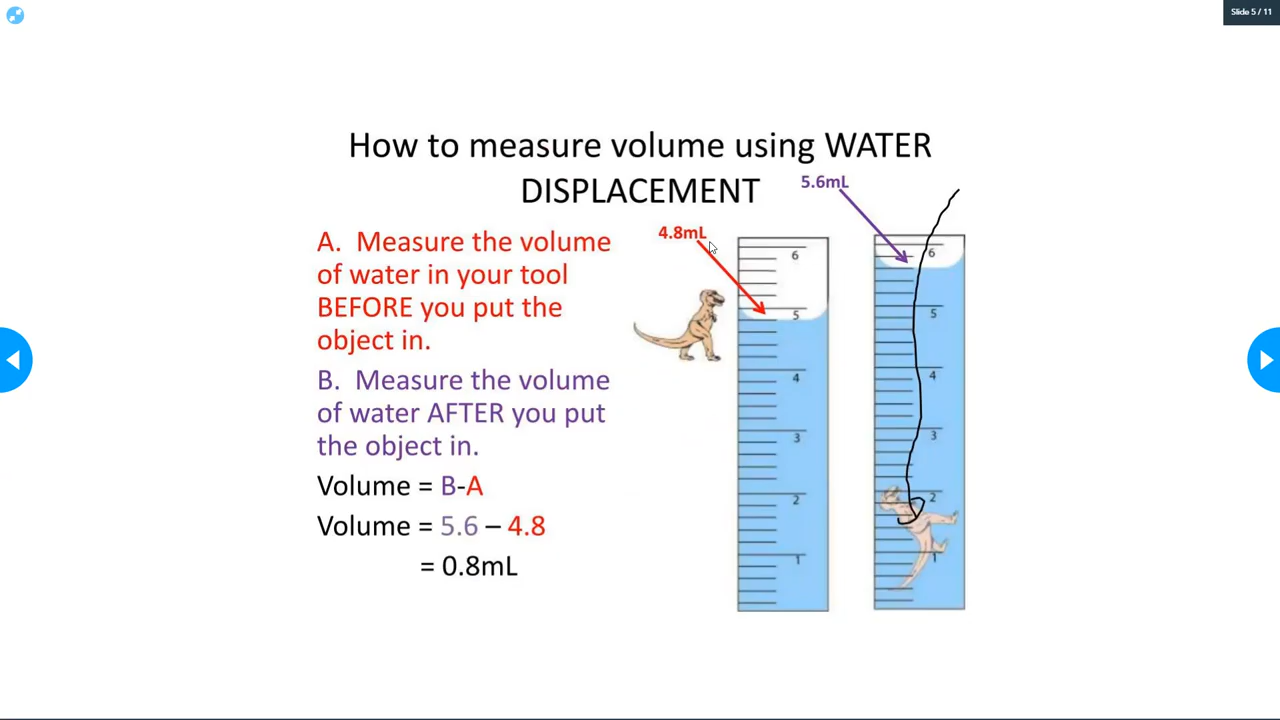 Slide 5 / 11
How to measure volume using WATER
DISPLACEMENT
5.6mL
4.8mL
A. Measure the volume
of water in your tool
BEFORE you put the
object in.
B. Measure the volume
of water AFTER you put
the object in.
Volume = B-A
Volume = 5.6 – 4.8
= 0.8mL
6
5
4
3
2
1
6
5
4
3
2
1